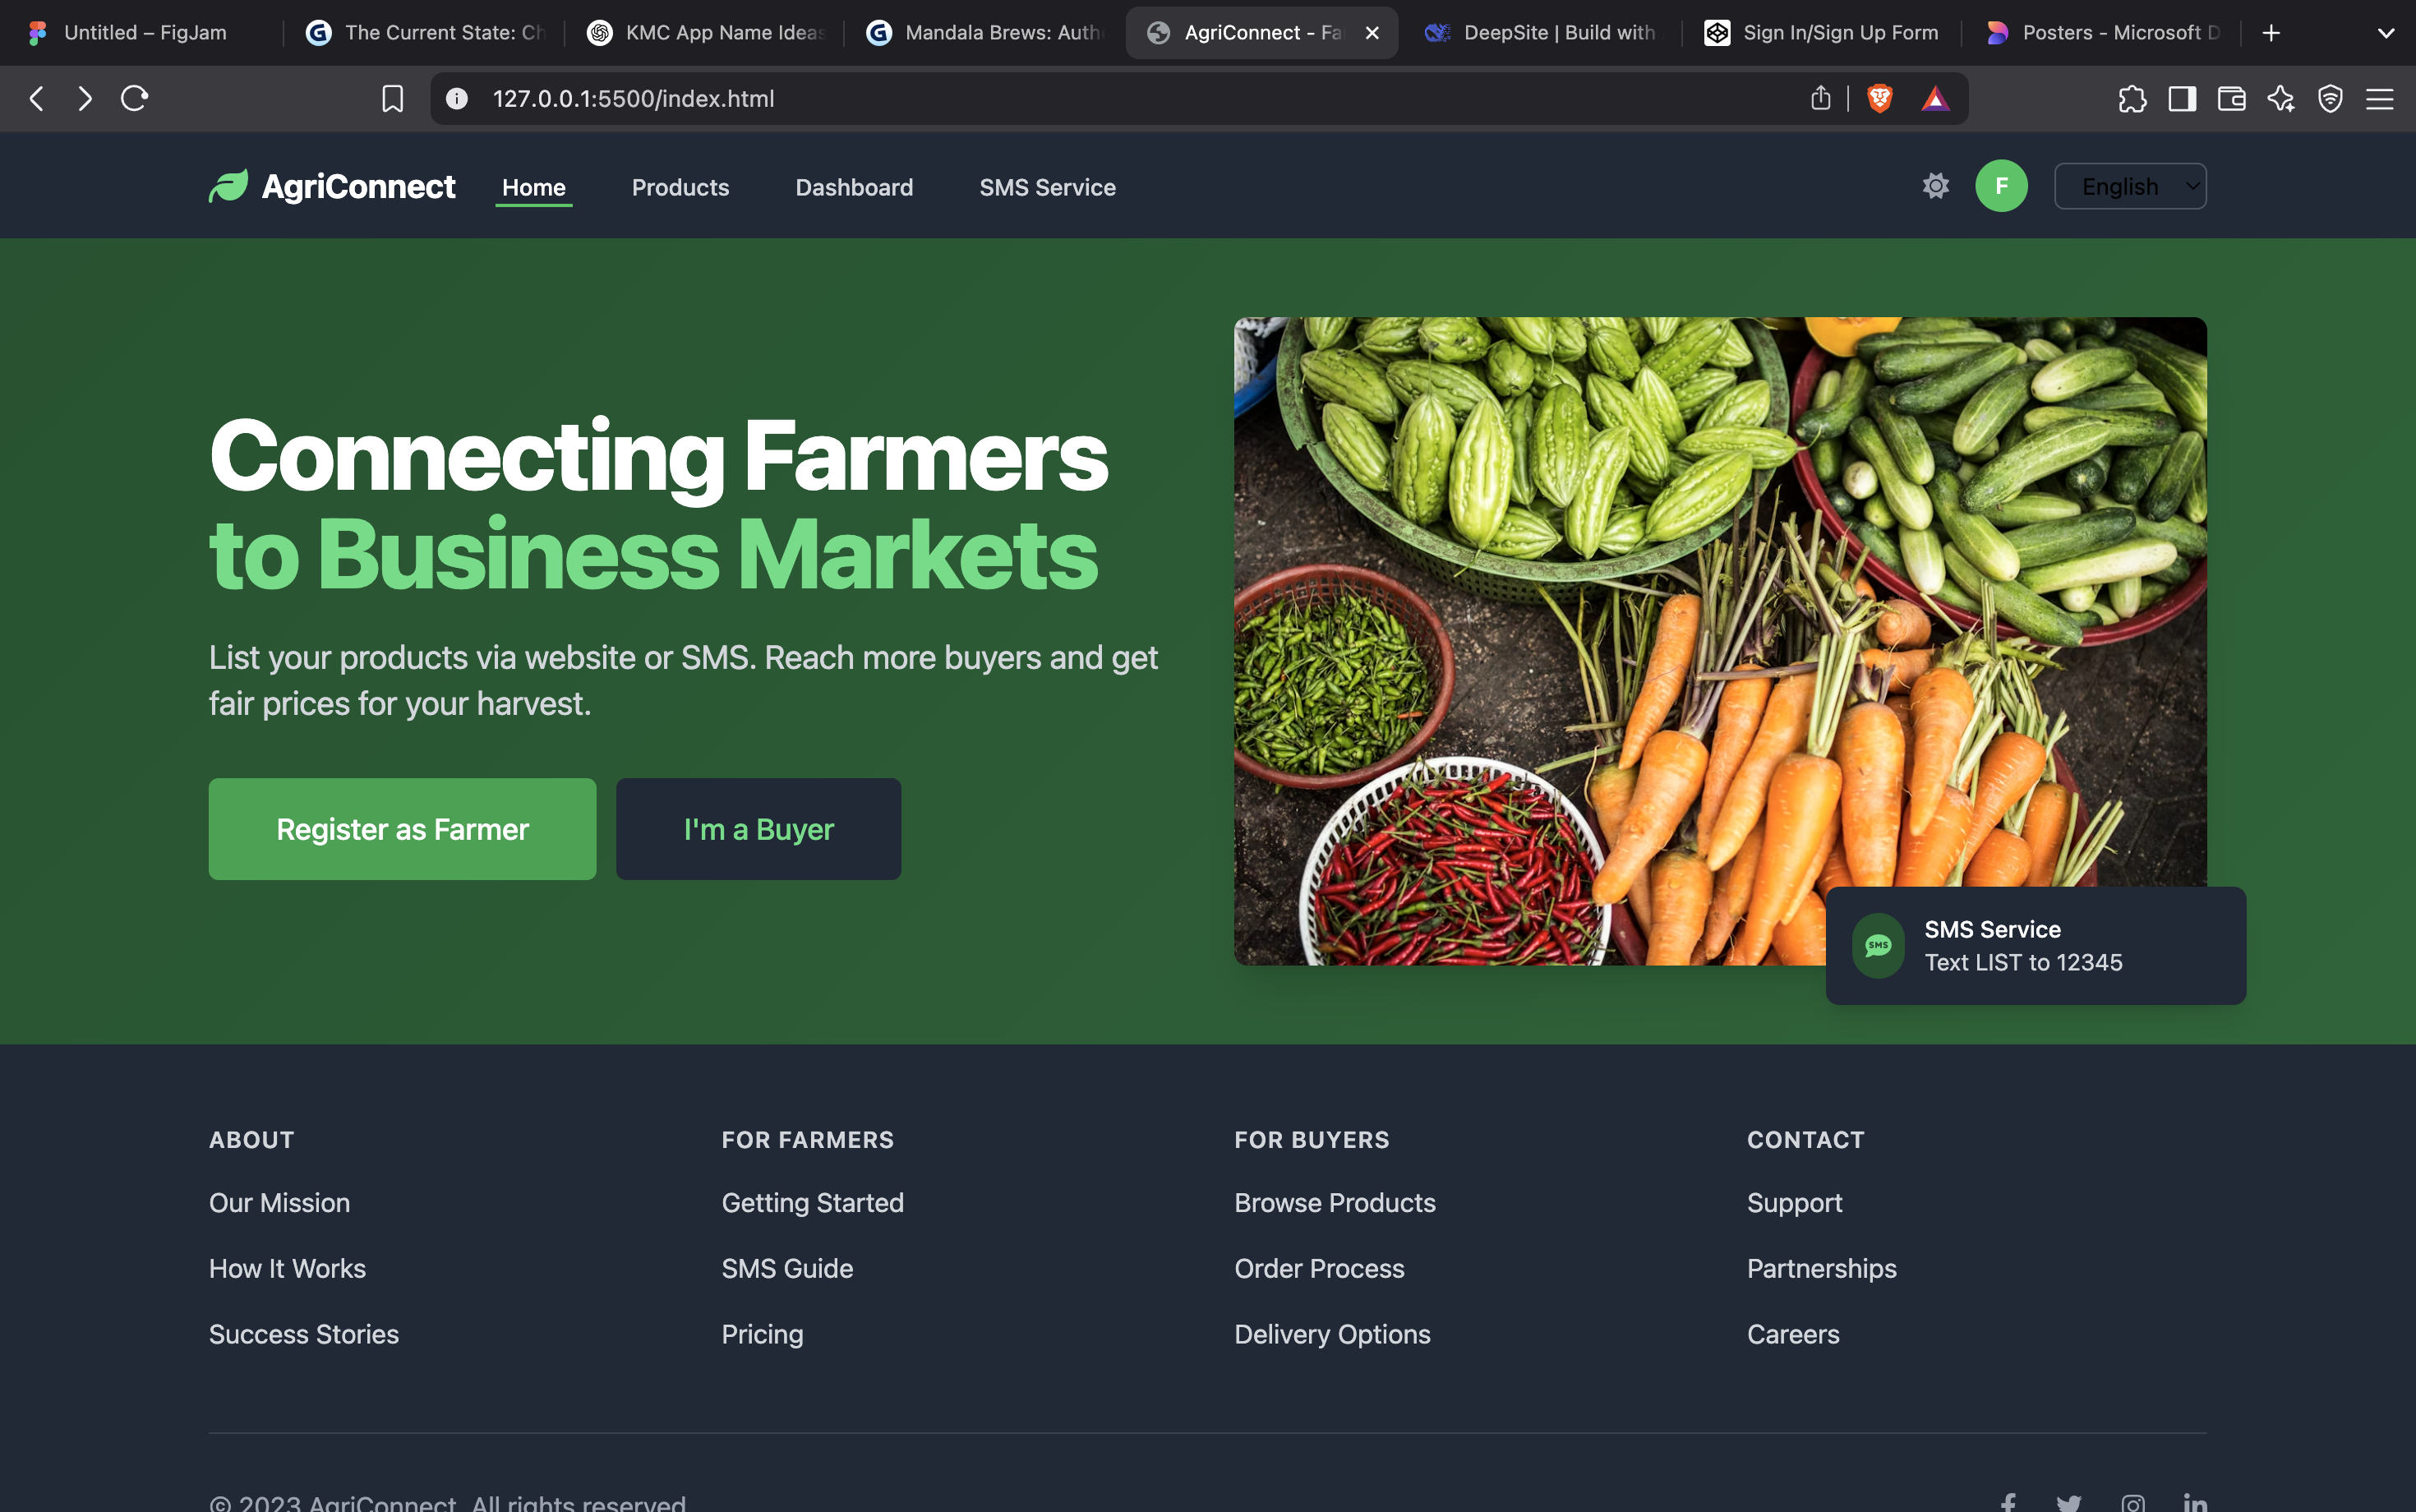 Untitled – FigJam
The Current State: Ch
KMC App Name Ideas
Mandala Brews: Auth
AgriConnect - Fa
DeepSite | Build with
Sign In/Sign Up Form
Posters - Microsoft D
127.0.0.1:5500/index.html
AgriConnect
Home
Products
Dashboard
SMS Service
F
English
Connecting Farmers
to Business Markets
List your products via website or SMS. Reach more buyers and get
fair prices for your harvest.
Register as Farmer
I'm a Buyer
SMS
SMS Service
Text LIST to 12345
ABOUT
Our Mission
How It Works
Success Stories
FOR FARMERS
Getting Started
SMS Guide
Pricing
FOR BUYERS
Browse Products
Order Process
Delivery Options
CONTACT
Support
Partnerships
Careers
© 2023 AgriConnect. All rights reserved